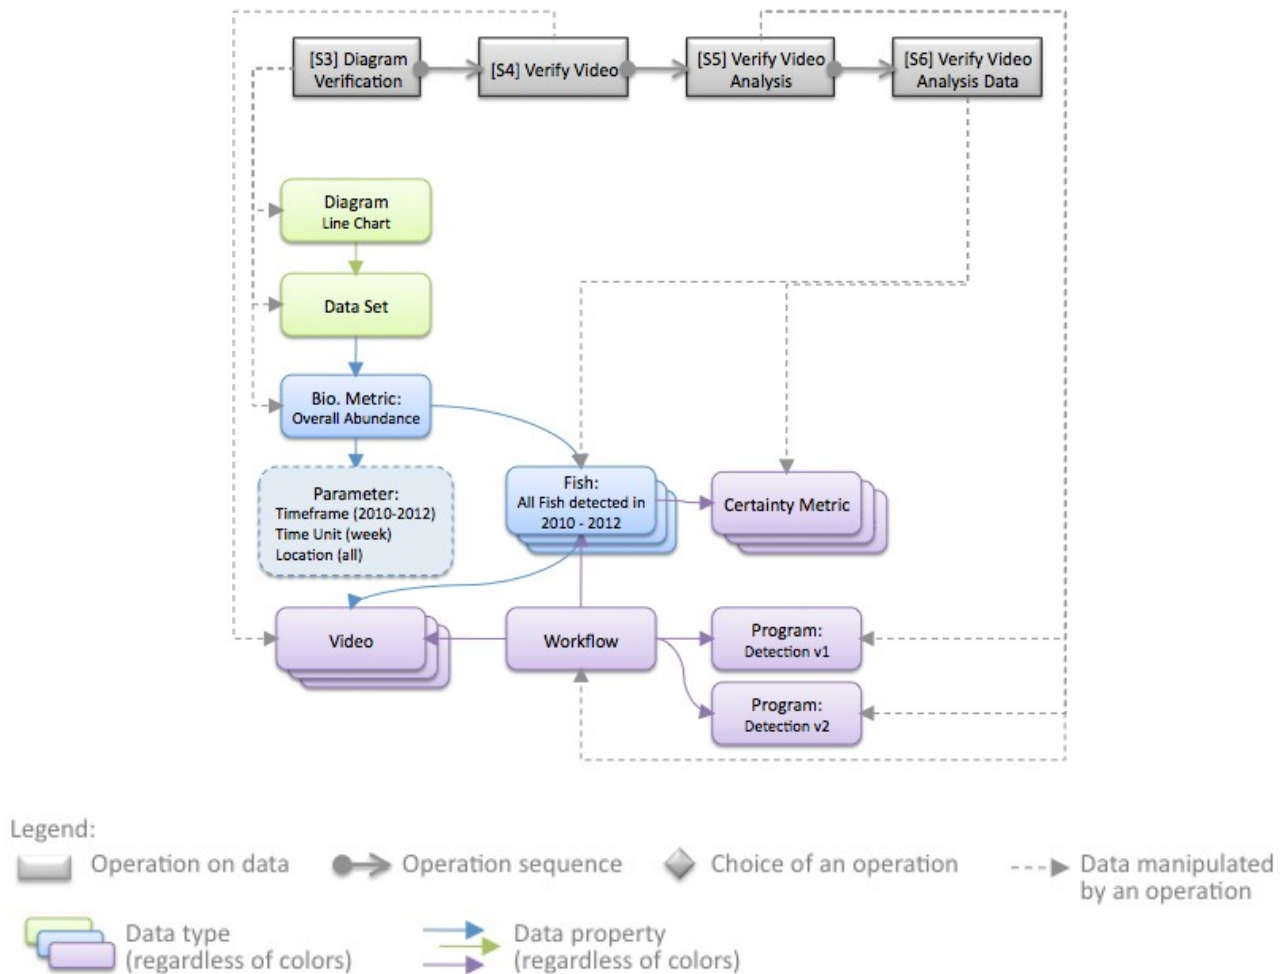 [S3] Diagram
Verification
[S4] Verify Video
[S5] Verify Video
Analysis
[S6] Verify Video
Analysis Data
Diagram
Line Chart
Data Set
Bio. Metric:
Overall Abundance
Parameter:
Timeframe (2010-2012)
Time Unit (week)
Location (all)
Fish:
All Fish detected in
2010 - 2012
Certainty Metric
Video
Workflow
Program:
Detection v1
Program:
Detection v2
Legend:
Operation on data
Operation sequence
Choice of an operation
Data manipulated
by an operation
Data type
(regardless of colors)
Data property
(regardless of colors)